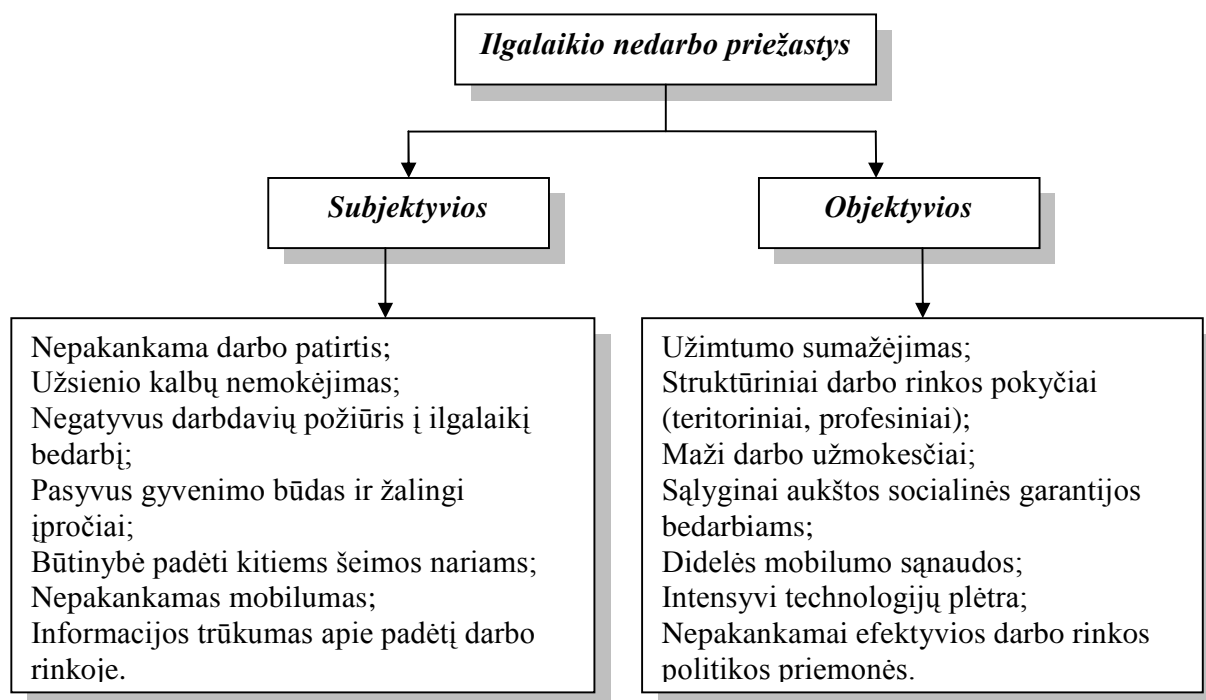 Ilgalaikio nedarbo priežastys
Subjektyvios
Objektyvios
Nepakankama darbo patirtis;
Užsienio kalbų nemokėjimas;
Negatyvus darbdavių požiūris į ilgalaikį
bedarbį;
Pasyvus gyvenimo būdas ir žalingi
įpročiai;
Būtinybė padėti kitiems šeimos nariams;
Nepakankamas mobilumas;
Informacijos trūkumas apie padėtį darbo
rinkoje.
Užimtumo sumažėjimas;
Struktūriniai darbo rinkos pokyčiai
(teritoriniai, profesiniai);
Maži darbo užmokesčiai;
Sąlyginai aukštos socialinės garantijos
bedarbiams;
Didelės mobilumo sąnaudos;
Intensyvi technologijų plėtra;
Nepakankamai efektyvios darbo rinkos
politikos priemonės.